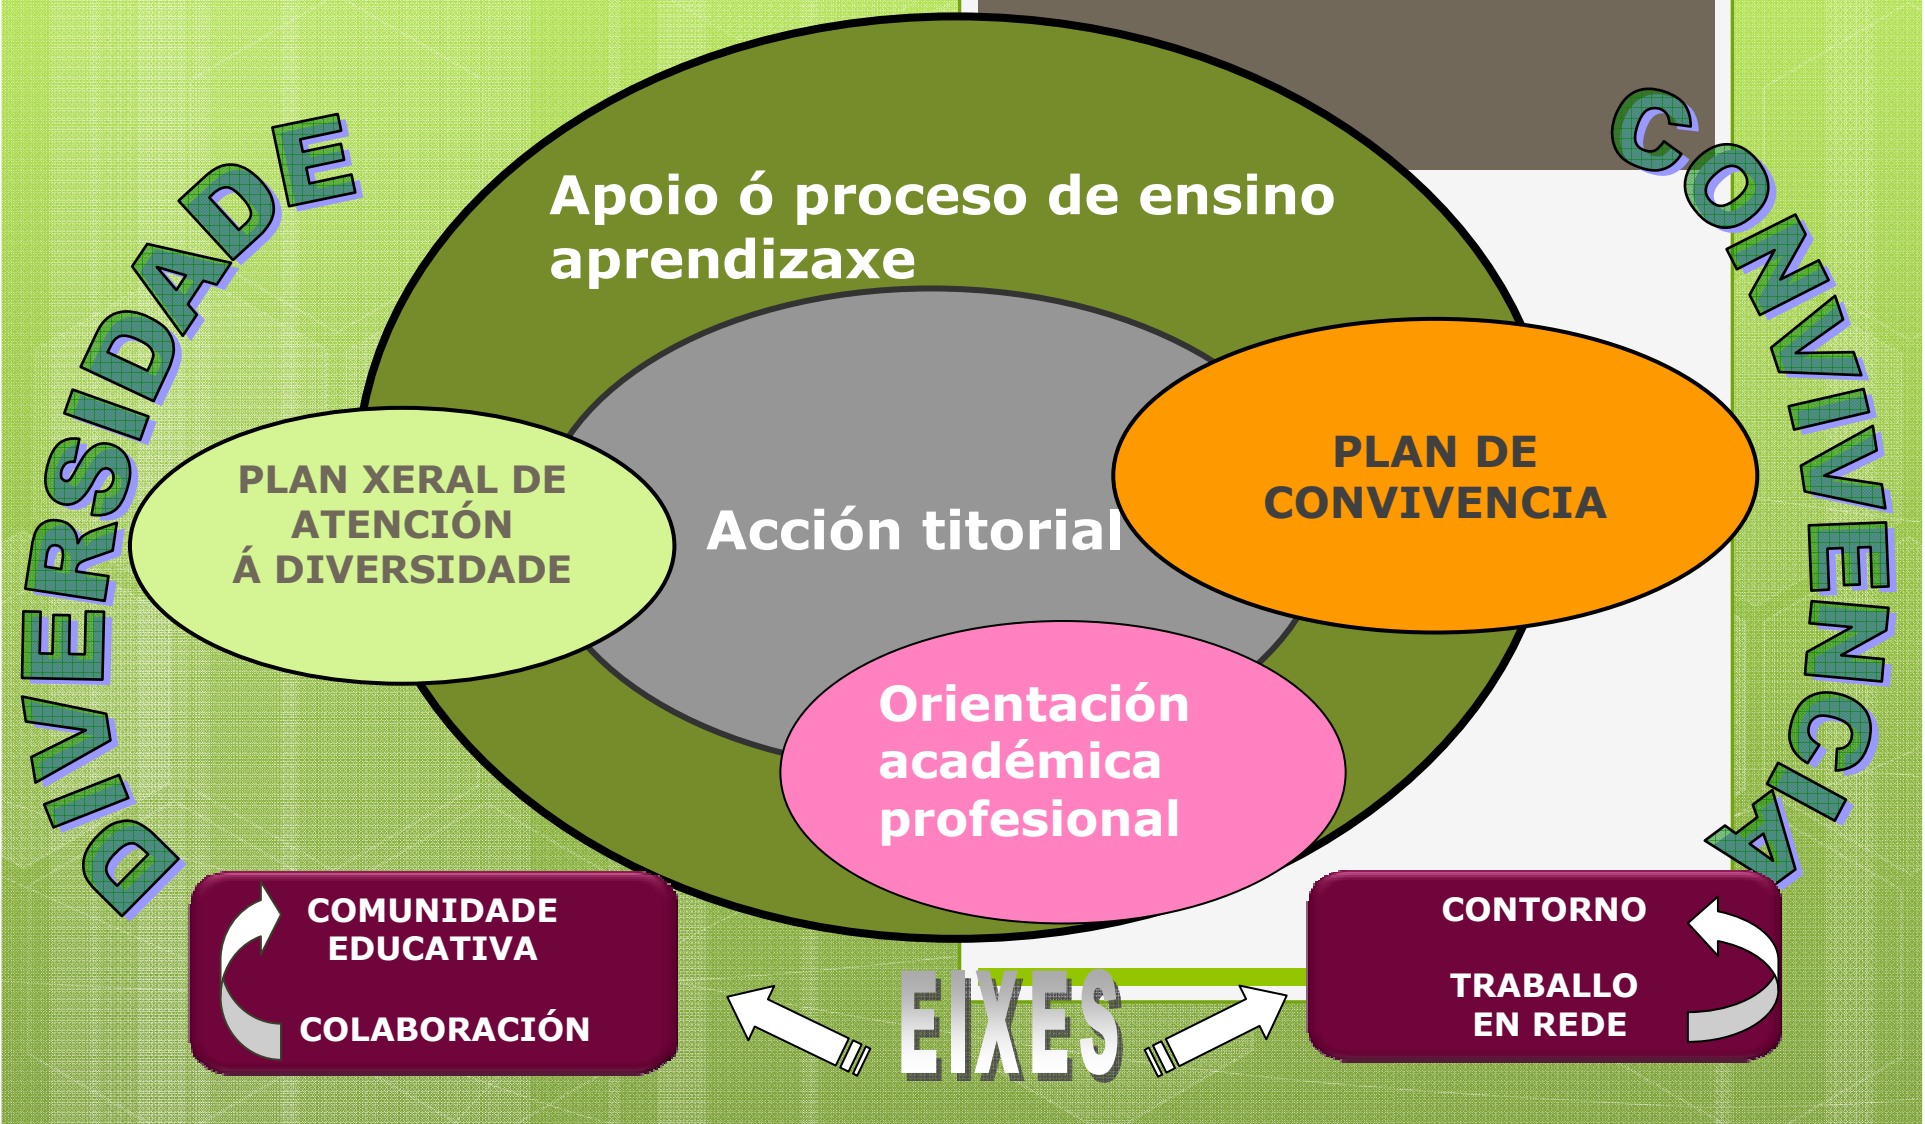 DIVERSIDADE
CONVIVENCIA
Apoio ó proceso de ensino
aprendizaxe
PLAN XERAL DE
ATENCIÓN
Á DIVERSIDADE
Acción titorial
PLAN DE
CONVIVENCIA
Orientación
académica
profesional
COMUNIDADE
EDUCATIVA
COLABORACIÓN
EIXES
CONTORNO
TRABALLO
EN REDE